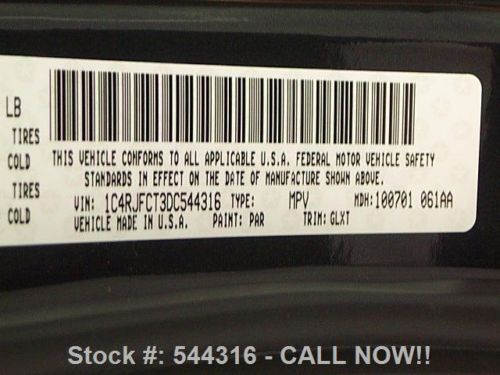 LB
TIRES
COLD
TIRES
COLD
THIS VEHICLE CONFORMS TO ALL APPLICABLE U.S.A. FEDERAL MOTOR VEHICLE SAFETY
STANDARDS IN EFFECT ON THE DATE OF MANUFACTURE SHOWN ABOVE.
VIN: 1C4RJFCT3DC544316 TYPE: MPV MDH:100701 061AA
VEHICLE MADE IN U.S.A. PAINT: PAR TRIM: GLXT
Stock #: 544316 - CALL NOW!!